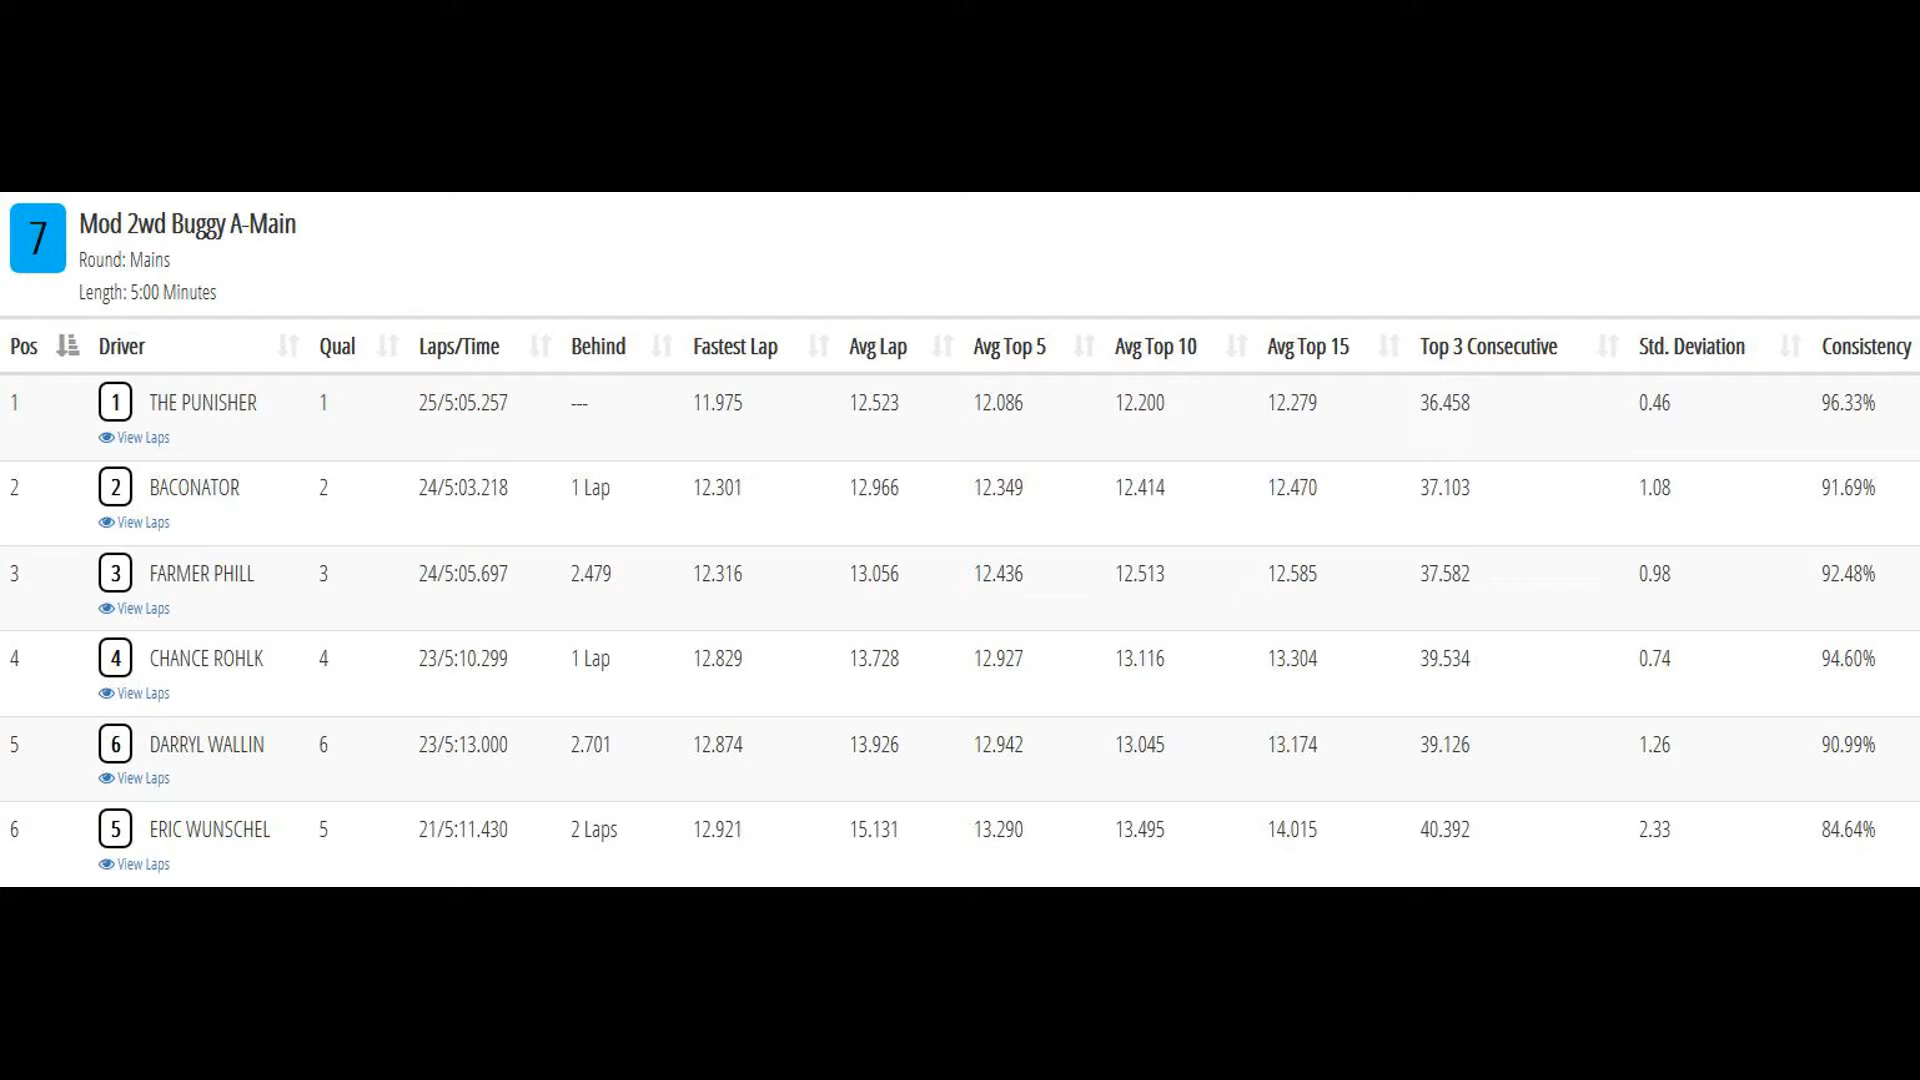 7
Mod 2wd Buggy A-Main
Round: Mains
Length: 5:00 Minutes
Pos Driver Qual Laps/Time Behind Fastest Lap Avg Lap Avg Top 5 Avg Top 10 Avg Top 15 Top 3 Consecutive Std. Deviation Consistency
1 1 THE PUNISHER 1 25/5:05.257 --- 11.975 12.523 12.086 12.200 12.279 36.458 0.46 96.33%
View Laps
2 2 BACONATOR 2 24/5:03.218 1 Lap 12.301 12.966 12.349 12.414 12.470 37.103 1.08 91.69%
View Laps
3 3 FARMER PHILL 3 24/5:05.697 2.479 12.316 13.056 12.436 12.513 12.585 37.582 0.98 92.48%
View Laps
4 4 CHANCE ROHLK 4 23/5:10.299 1 Lap 12.829 13.728 12.927 13.116 13.304 39.534 0.74 94.60%
View Laps
5 6 DARRYL WALLIN 6 23/5:13.000 2.701 12.874 13.926 12.942 13.045 13.174 39.126 1.26 90.99%
View Laps
6 5 ERIC WUNSCHEL 5 21/5:11.430 2 Laps 12.921 15.131 13.290 13.495 14.015 40.392 2.33 84.64%
View Laps